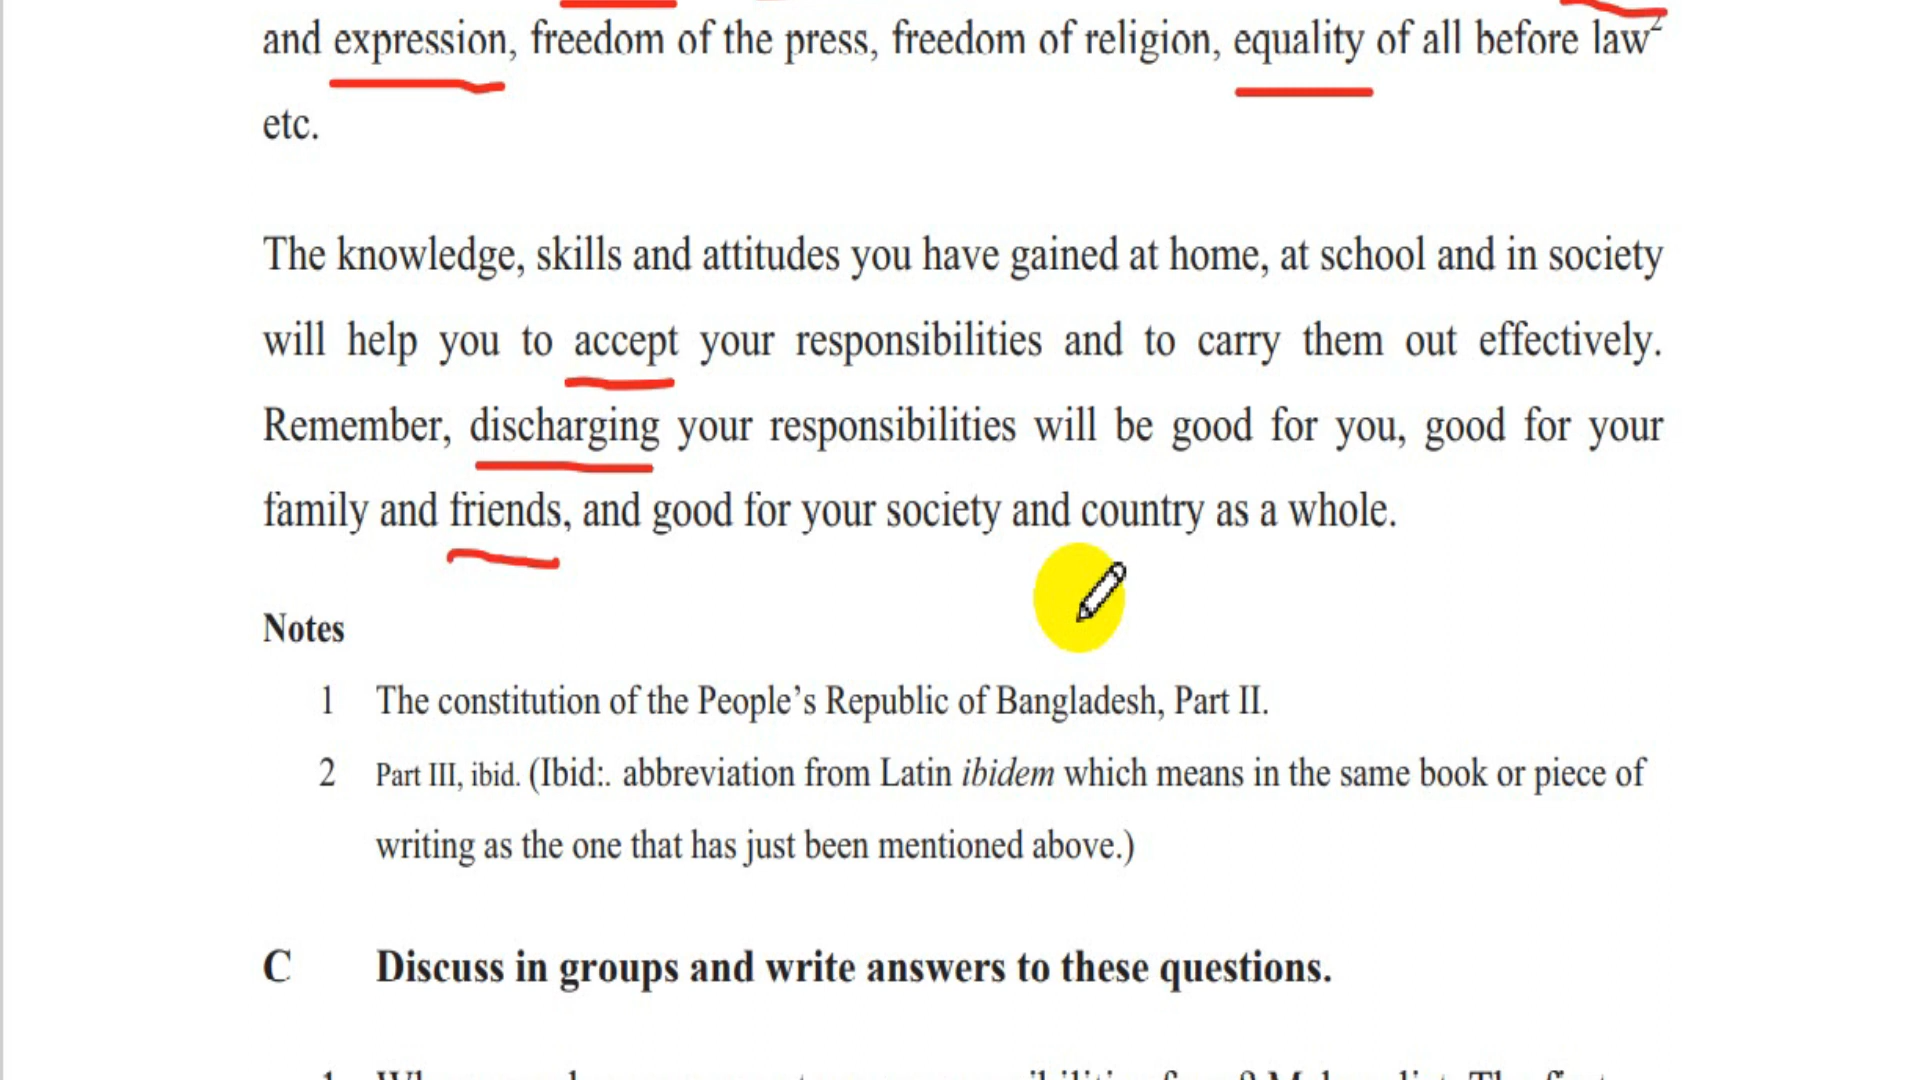 and expression, freedom of the press, freedom of religion, equality of all before law²
etc.
The knowledge, skills and attitudes you have gained at home, at school and in society
will help you to accept your responsibilities and to carry them out effectively.
Remember, discharging your responsibilities will be good for you, good for your
family and friends, and good for your society and country as a whole.
Notes
1 The constitution of the People’s Republic of Bangladesh, Part II.
2 Part III, ibid. (Ibid:. abbreviation from Latin ibidem which means in the same book or piece of
writing as the one that has just been mentioned above.)
C Discuss in groups and write answers to these questions.